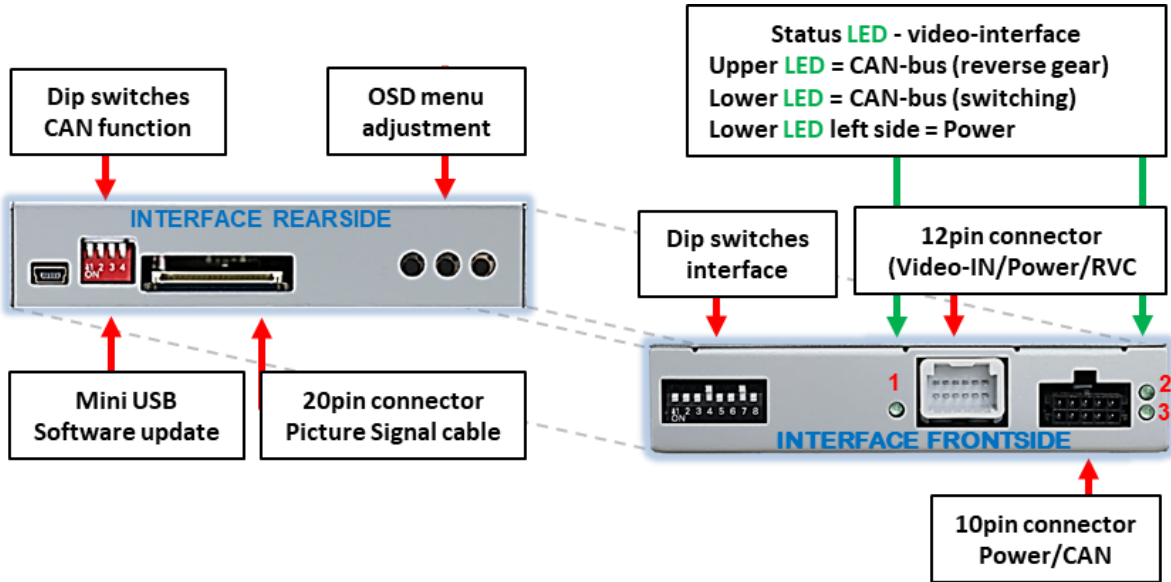 Status LED - video-interface
Upper LED = CAN-bus (reverse gear)
Lower LED = CAN-bus (switching)
Lower LED left side = Power
Dip switches
CAN function
OSD menu
adjustment
INTERFACE REARSIDE
1 2 3 4
ON
Dip switches
interface
12pin connector
(Video-IN/Power/RVC
Mini USB
Software update
20pin connector
Picture Signal cable
1 2 3 4 5 6 7 8
ON
1
2
3
INTERFACE FRONTSIDE
10pin connector
Power/CAN